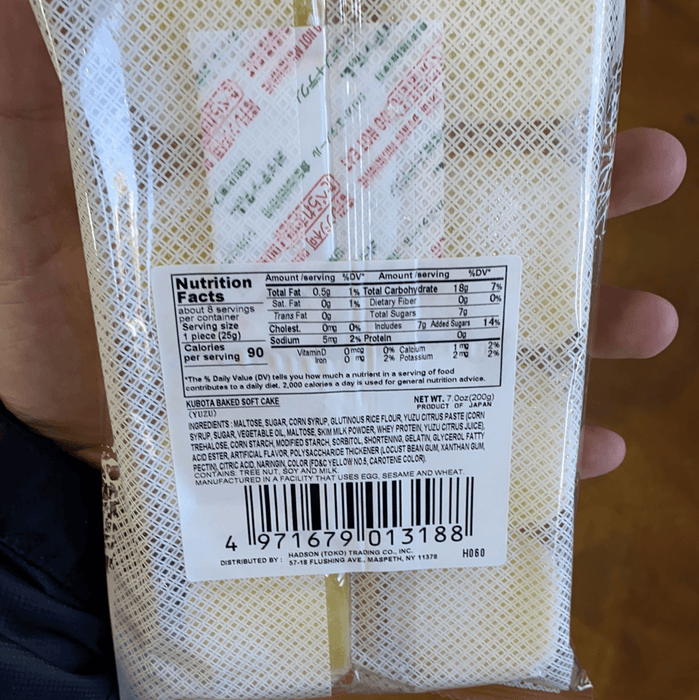 Nutrition Facts
about 8 servings
per container
Serving size
1 piece (25g)
Calories
per serving 90
Amount /serving %DV* Amount /serving %DV*
Total Fat 0.5g 1% Total Carbohydrate 18g 7%
Sat. Fat 0g 1% Dietary Fiber 0g 0%
Trans Fat 0g Total Sugars 7g
Cholest. 0mg 0% Includes 7g Added Sugars 14%
Sodium 5mg 2% Protein 0g
VitaminD 0 mcg 0% Calcium 1 mg 2%
Iron 0 mg 2% Potassium 2 mg 2%
*The % Daily Value (DV) tells you how much a nutrient in a serving of food
contributes to a daily diet. 2,000 calories a day is used for general nutrition advice.
KUBOTA BAKED SOFT CAKE NET WT. 7.0oz(200g)
(YUZU) PRODUCT OF JAPAN
INGREDIENTS : MALTOSE, SUGAR, CORN SYRUP, GLUTINOUS RICE FLOUR, YUZU CITRUS PASTE (CORN
SYRUP, SUGAR, VEGETABLE OIL, MALTOSE, SKIM MILK POWDER, WHEY PROTEIN, YUZU CITRUS JUICE),
TREHALOSE, CORN STARCH, MODIFIED STARCH, SORBITOL, SHORTENING, GELATIN, GLYCEROL FATTY
ACID ESTER, ARTIFICIAL FLAVOR, POLYSACCHARIDE THICKENER (LOCUST BEAN GUM, XANTHAN GUM,
PECTIN), CITRIC ACID, NARINGIN, COLOR (FD&C YELLOW NO.5, CAROTENE COLOR).
CONTAINS: TREE NUT, SOY AND MILK.
MANUFACTURED IN A FACILITY THAT USES EGG, SESAME AND WHEAT.
4 971679 013188
DISTRIBUTED BY : HADSON (TOKO) TRADING CO., INC. H060
57-18 FLUSHING AVE., MASPETH, NY 11378